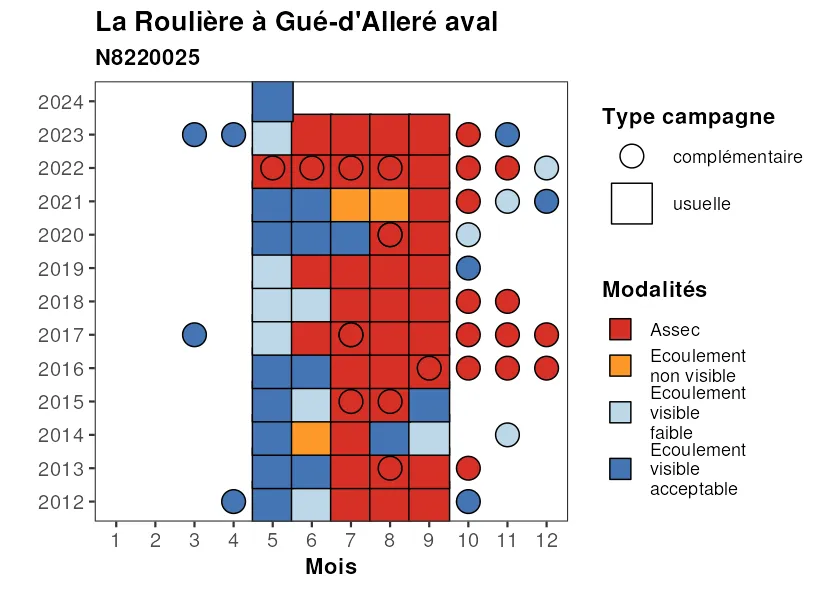 La Roulière à Gué-d'Alleré aval
N8220025
2024
2023
2022
2021
2020
2019
2018
2017
2016
2015
2014
2013
2012
1 2 3 4 5 6 7 8 9 10 11 12
Mois
Type campagne
complémentaire
usuelle
Modalités
Assec
Ecoulement
non visible
Ecoulement
visible
faible
Ecoulement
visible
acceptable